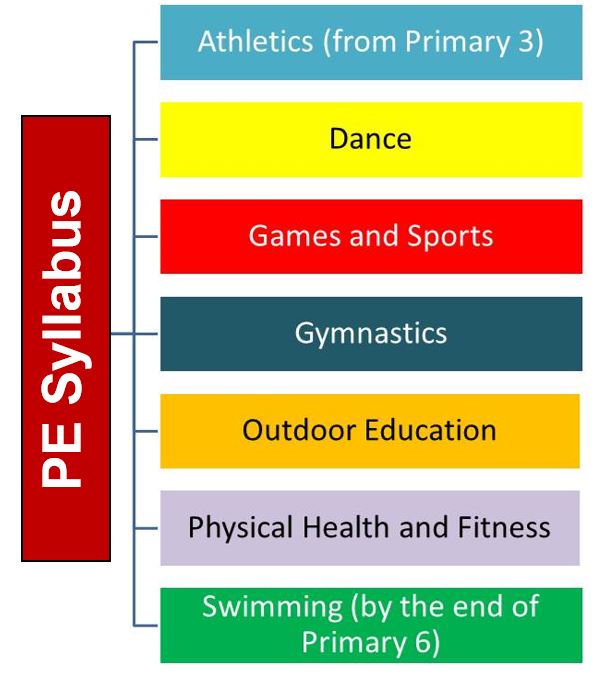 PE Syllabus
Athletics (from Primary 3)
Dance
Games and Sports
Gymnastics
Outdoor Education
Physical Health and Fitness
Swimming (by the end of
Primary 6)